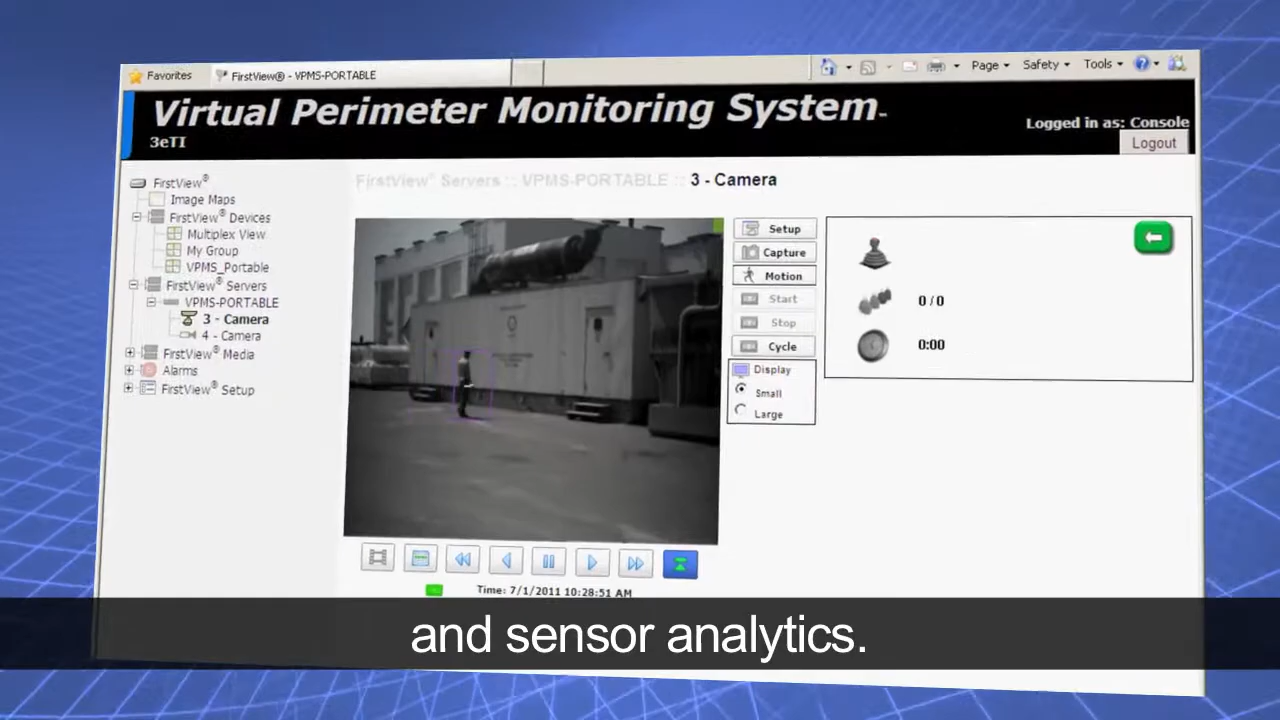 Favorites
FirstView® - VPMS-PORTABLE
Page
Safety
Tools
Virtual Perimeter Monitoring System™
3eTI
Logged in as: Console
Logout
FirstView® Servers :: VPMS-PORTABLE :: 3 - Camera
FirstView®
Image Maps
FirstView® Devices
Multiplex View
My Group
VPMS_Portable
FirstView® Servers
VPMS-PORTABLE
3 - Camera
4 - Camera
FirstView® Media
Alarms
FirstView® Setup
Setup
Capture
Motion
Start
Stop
Cycle
Display
Small
Large
0 / 0
0:00
Time: 7/1/2011 10:28:51 AM
and sensor analytics.